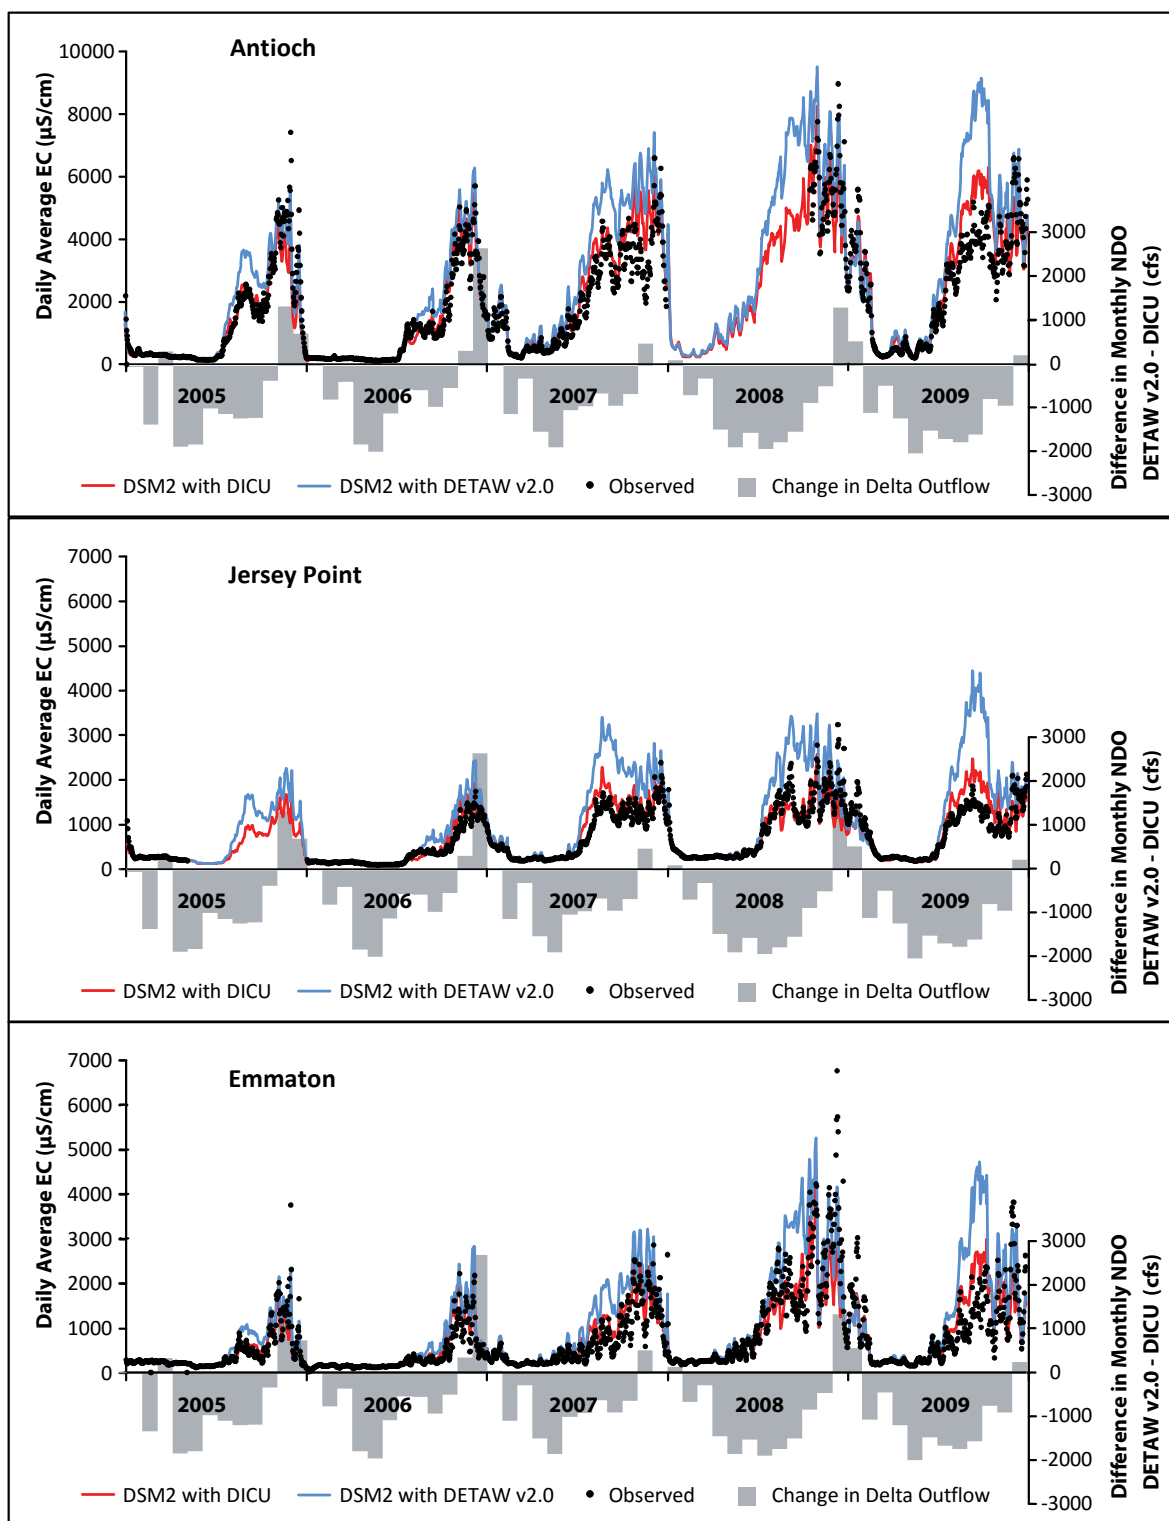 Antioch
Daily Average EC (µS/cm)
10000
8000
6000
4000
2000
0
3000
2000
1000
0
-1000
-2000
-3000
Difference in Monthly NDO
DETAW v2.0 - DICU (cfs)
2005 2006 2007 2008 2009
DSM2 with DICU DSM2 with DETAW v2.0 Observed Change in Delta Outflow
Jersey Point
Daily Average EC (µS/cm)
7000
6000
5000
4000
3000
2000
1000
0
3000
2000
1000
0
-1000
-2000
-3000
Difference in Monthly NDO
DETAW v2.0 - DICU (cfs)
2005 2006 2007 2008 2009
DSM2 with DICU DSM2 with DETAW v2.0 Observed Change in Delta Outflow
Emmaton
Daily Average EC (µS/cm)
7000
6000
5000
4000
3000
2000
1000
0
3000
2000
1000
0
-1000
-2000
-3000
Difference in Monthly NDO
DETAW v2.0 - DICU (cfs)
2005 2006 2007 2008 2009
DSM2 with DICU DSM2 with DETAW v2.0 Observed Change in Delta Outflow